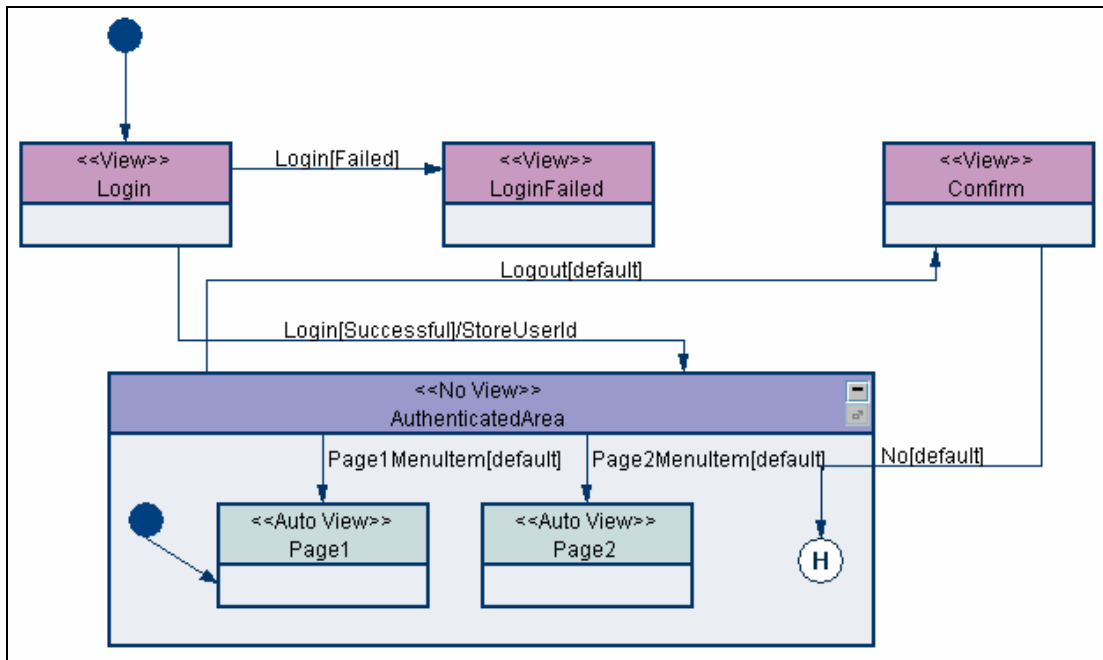 <<View>>
Login
Login[Failed]
<<View>>
LoginFailed
<<View>>
Confirm
Logout[default]
Login[Successful]/StoreUserId
<<No View>>
AuthenticatedArea
Page1MenuItem[default]
Page2MenuItem[default]
No[default]
<<Auto View>>
Page1
<<Auto View>>
Page2
H